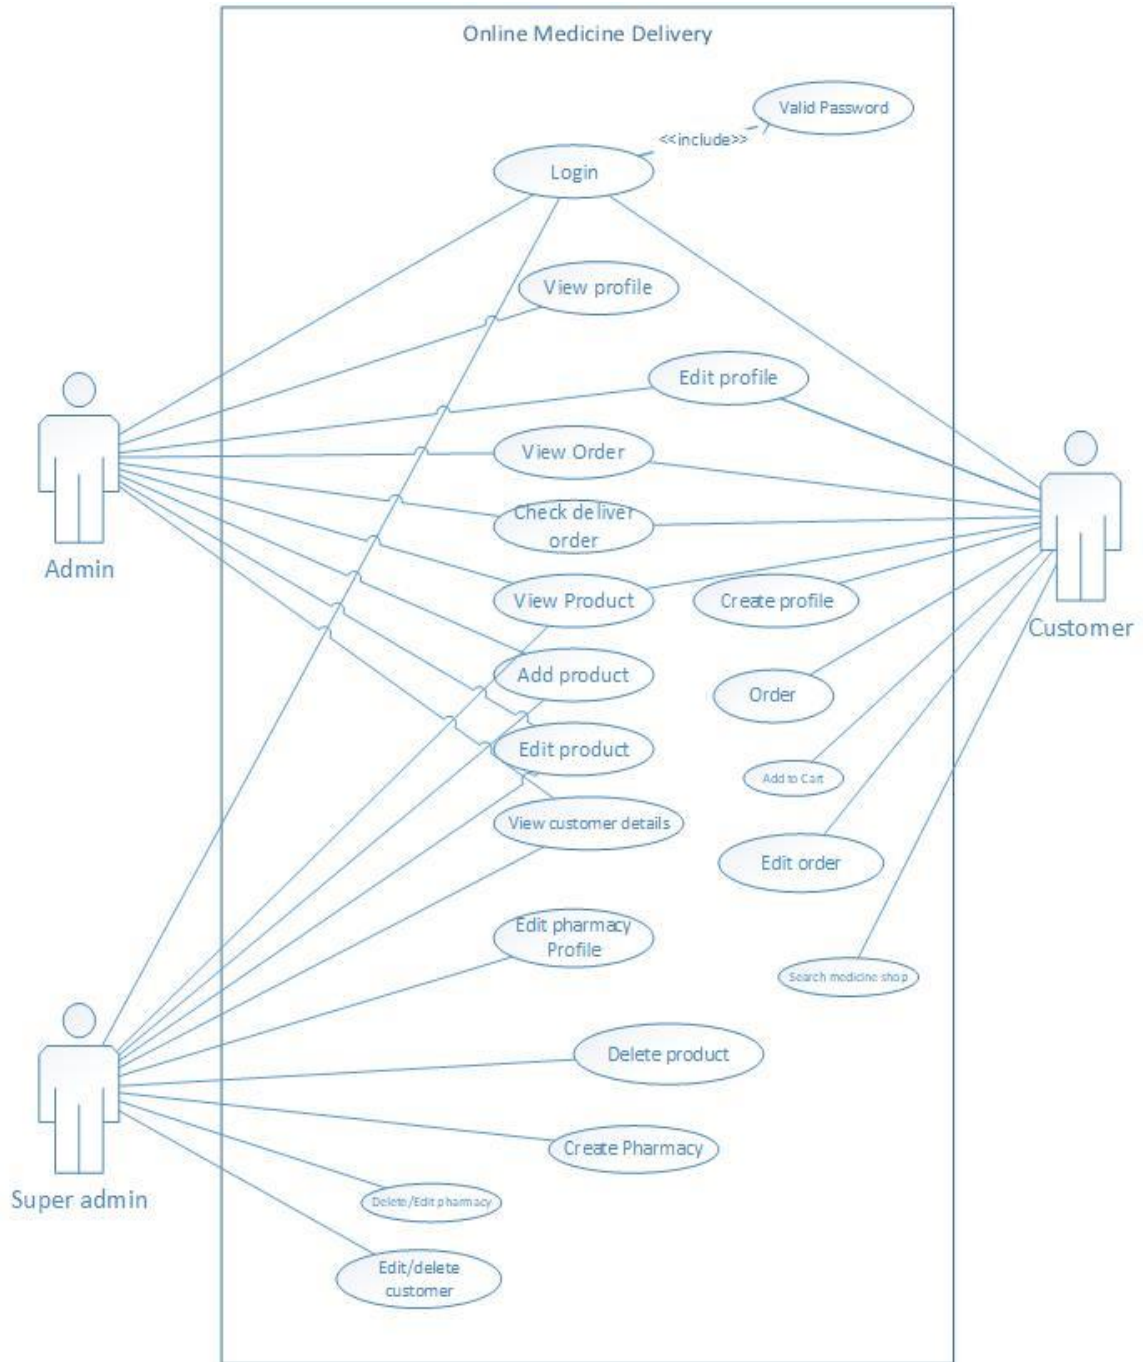 Online Medicine Delivery
Valid Password
<<include>>
Login
View profile
Edit profile
View Order
Check deliver
order
Admin
View Product
Create profile
Customer
Add product
Order
Edit product
Add to Cart
View customer details
Edit order
Edit pharmacy
Profile
Search medicine shop
Delete product
Create Pharmacy
Super admin
Delete/Edit pharmacy
Edit/delete
customer